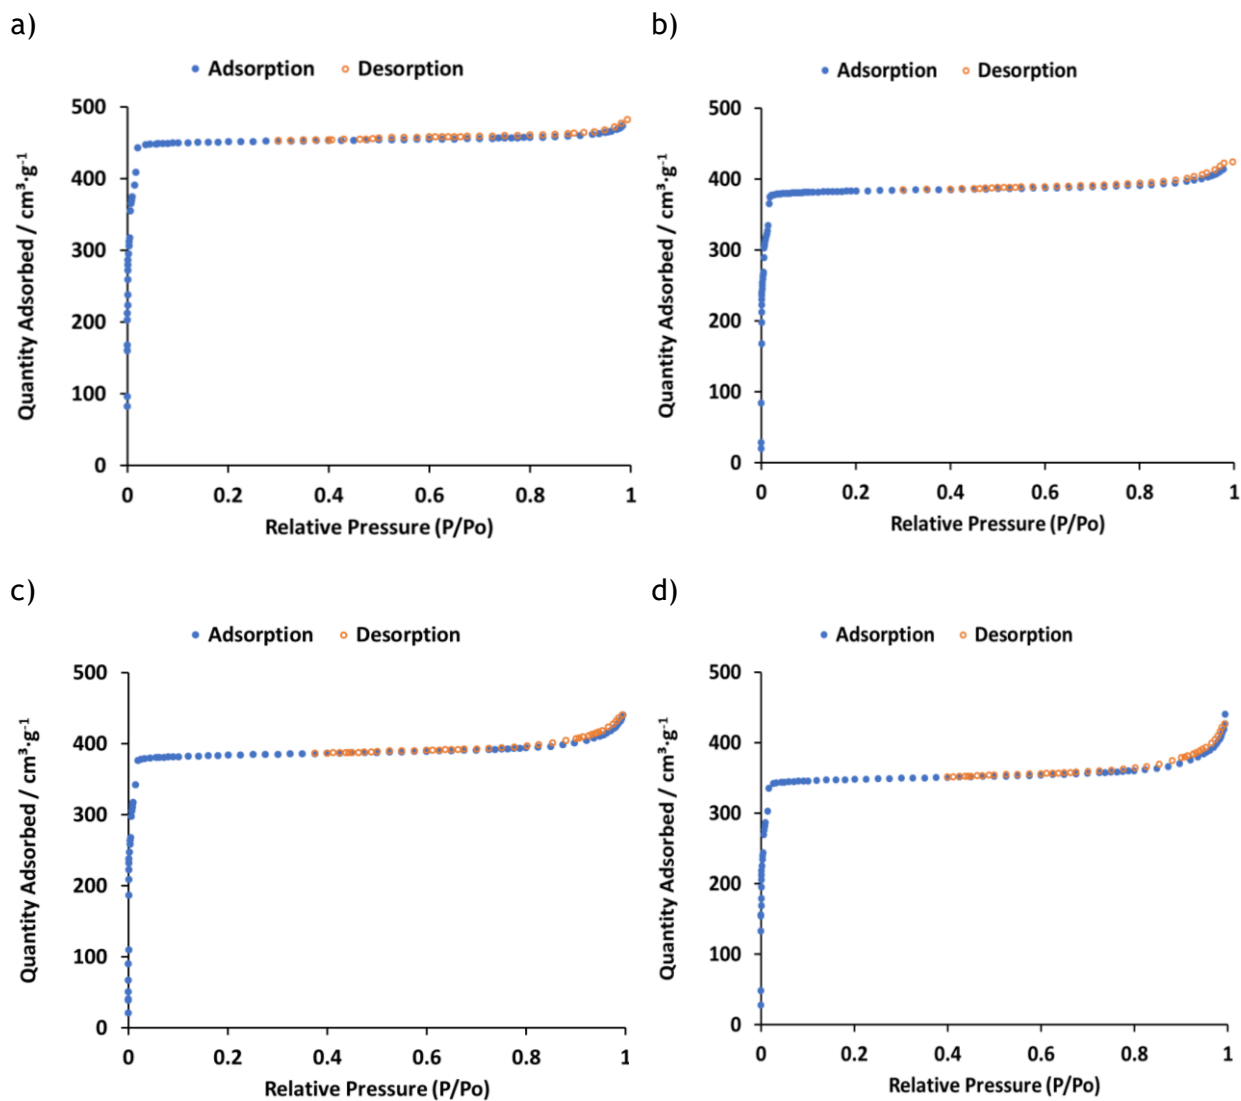 a)
Adsorption Desorption
500
400
300
200
100
0
0 0.2 0.4 0.6 0.8 1
Quantity Adsorbed / cm³·g⁻¹
Relative Pressure (P/Po)
b)
Adsorption Desorption
500
400
300
200
100
0
0 0.2 0.4 0.6 0.8 1
Quantity Adsorbed / cm³·g⁻¹
Relative Pressure (P/Po)
c)
Adsorption Desorption
500
400
300
200
100
0
0 0.2 0.4 0.6 0.8 1
Quantity Adsorbed / cm³·g⁻¹
Relative Pressure (P/Po)
d)
Adsorption Desorption
500
400
300
200
100
0
0 0.2 0.4 0.6 0.8 1
Quantity Adsorbed / cm³·g⁻¹
Relative Pressure (P/Po)